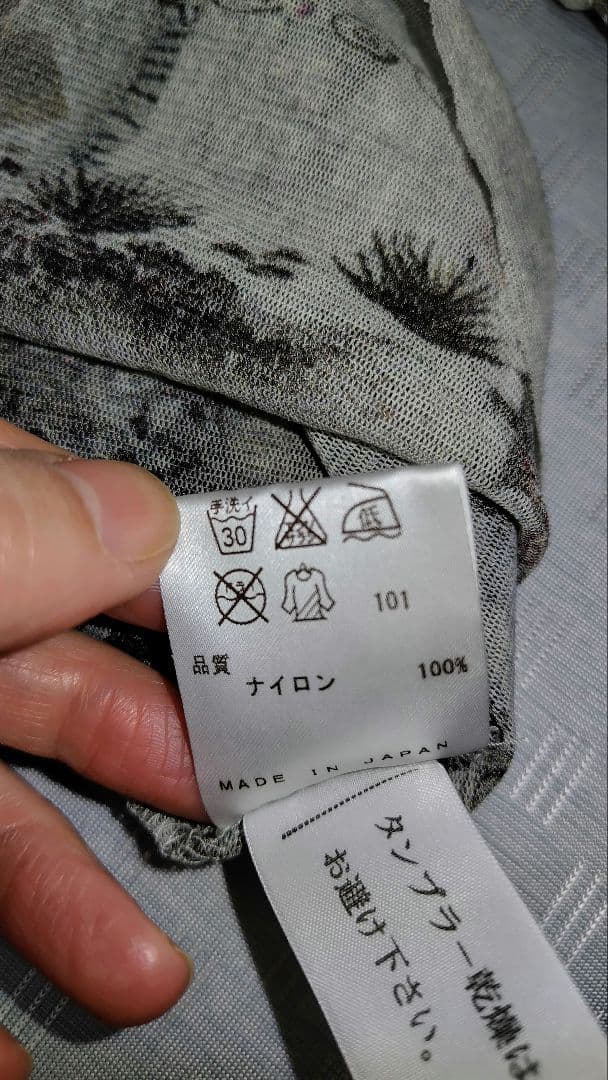 手洗イ
30
低
101
品質
ナイロン 100%
MADE IN JAPAN
タンブラー乾燥は
お避け下さい。